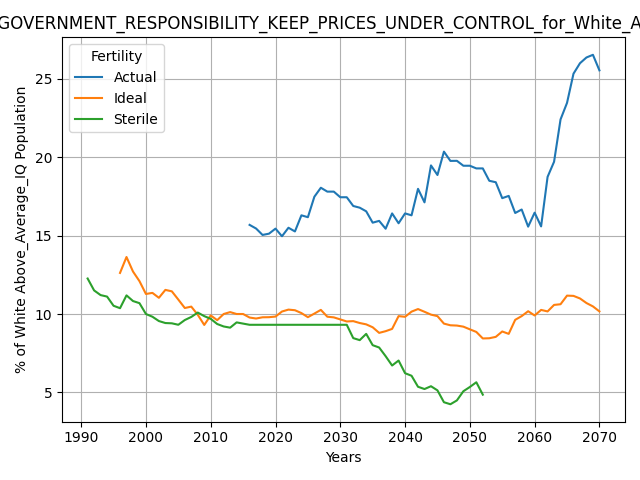 GOVERNMENT_RESPONSIBILITY_KEEP_PRICES_UNDER_CONTROL_for_White_A
Fertility
Actual
Ideal
Sterile
% of White Above_Average_IQ Population
25
20
15
10
5
1990 2000 2010 2020 2030 2040 2050 2060 2070
Years